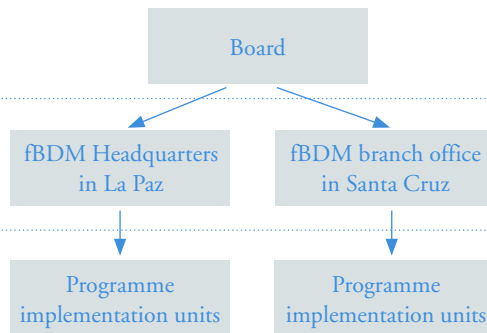 Board
fBDM Headquarters
in La Paz
fBDM branch office
in Santa Cruz
Programme
implementation units
Programme
implementation units